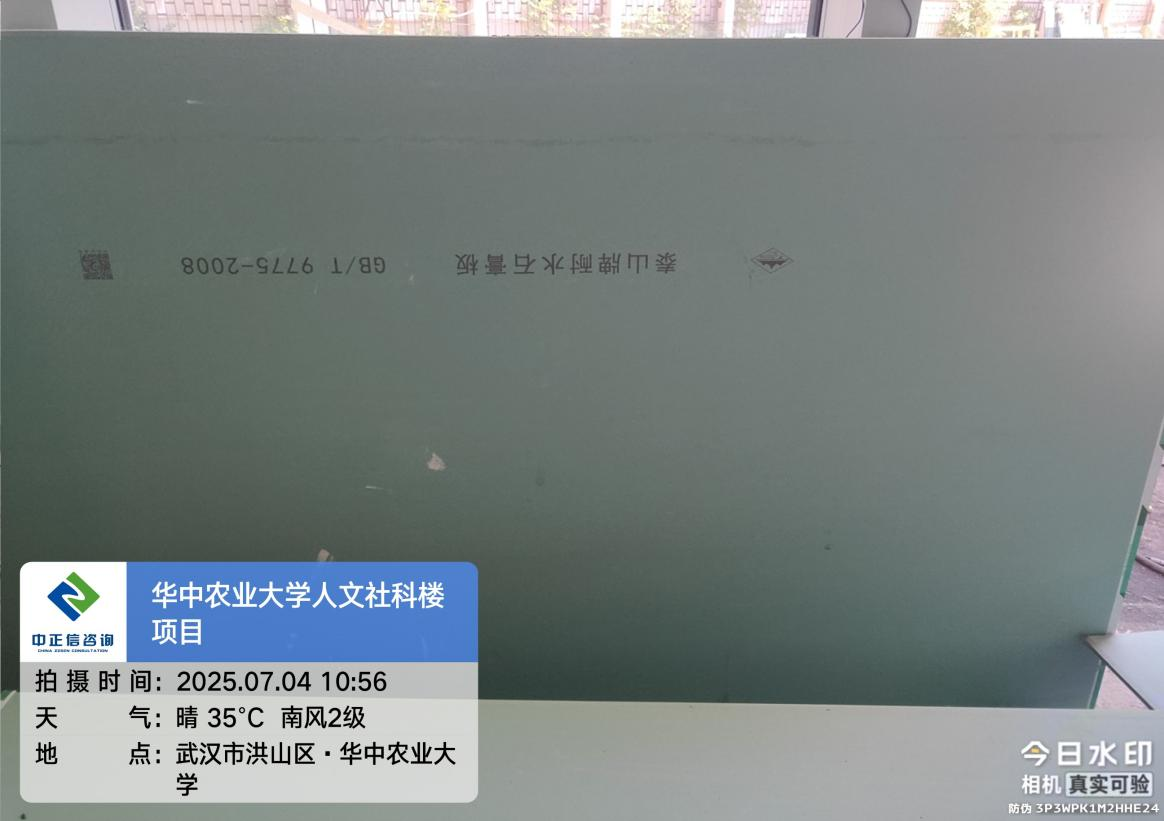 泰山牌耐水石膏板 GB/T 9775-2008
中正信咨询
CHINA ZOSEN CONSULTATION
华中农业大学人文社科楼
项目
拍摄时间：2025.07.04 10:56
天气：晴 35℃ 南风2级
地点：武汉市洪山区·华中农业大
学
今日水印
相机 真实可验
防伪 3P3WPK1M2HHE24